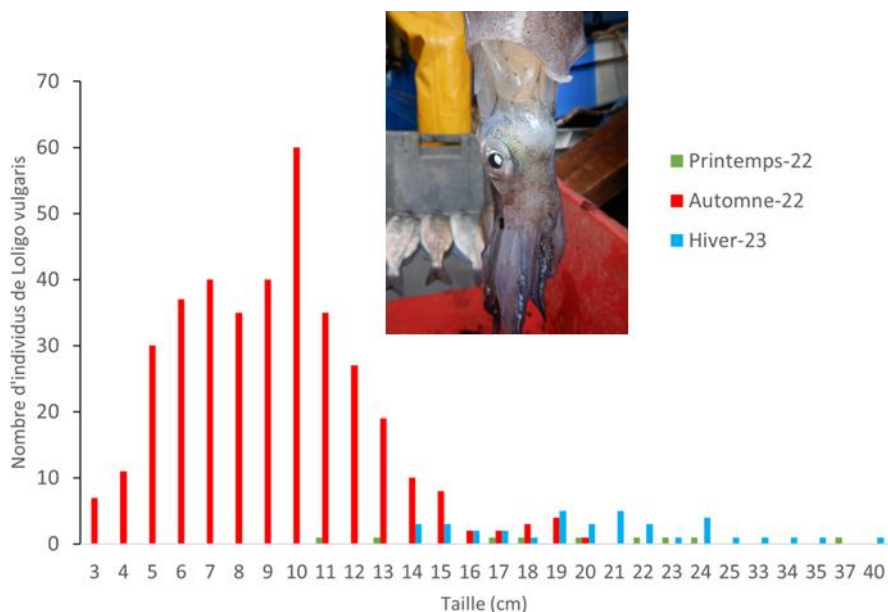 70
60
50
40
30
20
10
0
Nombre d'individus de Loligo vulgaris
Printemps-22
Automne-22
Hiver-23
3 4 5 6 7 8 9 10 11 12 13 14 15 16 17 18 19 20 21 22 23 24 25 33 34 35 37 40
Taille (cm)